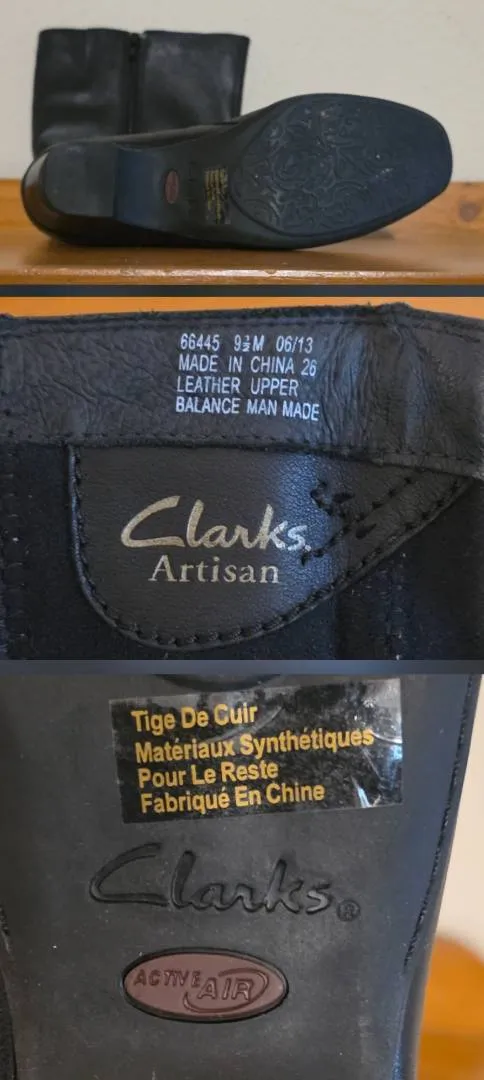 66445 9½M 06/13
MADE IN CHINA 26
LEATHER UPPER
BALANCE MAN MADE
Clarks.
Artisan
Tige De Cuir
Matériaux Synthétiques
Pour Le Reste
Fabriqué En Chine
Clarks®
ACTIVE AIR